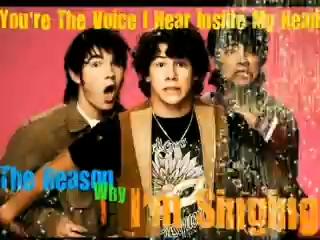 You're The Voice I Hear Inside My Head
The Reason
Why
I'm Singing